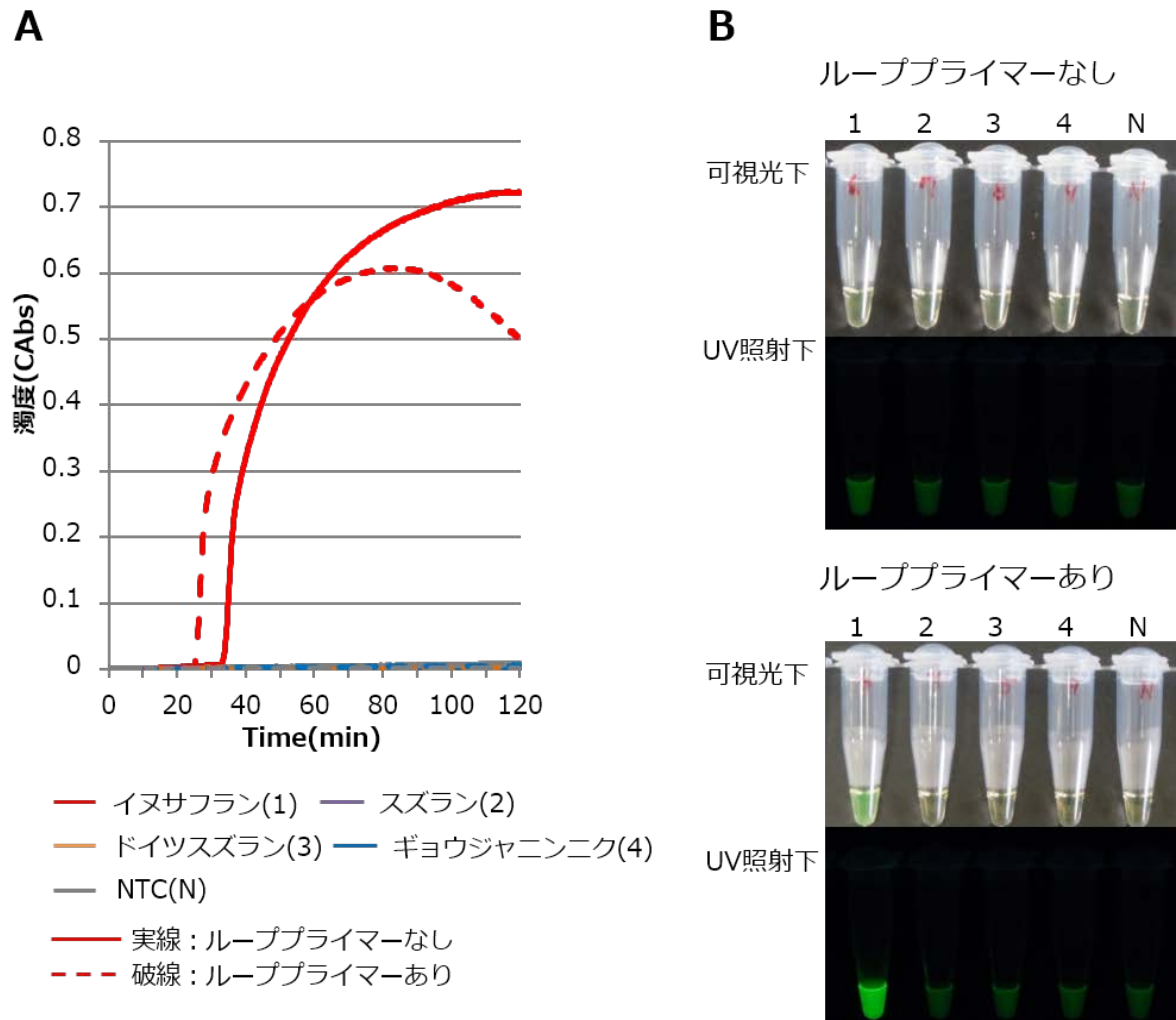 A
0.8
0.7
0.6
0.5
0.4
0.3
0.2
0.1
0
濁度(CAbs)
0 20 40 60 80 100 120
Time(min)
イヌサフラン(1) スズラン(2)
ドイツスズラン(3) ギョウジャニンニク(4)
NTC(N)
実線：ループプライマーなし
破線：ループプライマーあり
B
ループプライマーなし
1 2 3 4 N
可視光下
UV照射下
ループプライマーあり
1 2 3 4 N
可視光下
UV照射下